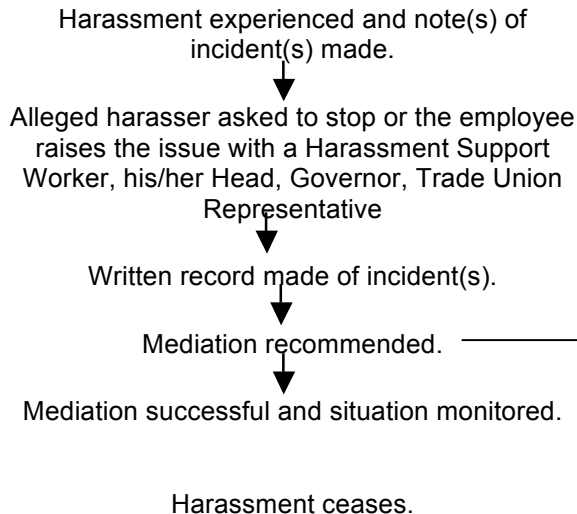 Harassment experienced and note(s) of
incident(s) made.
Alleged harasser asked to stop or the employee
raises the issue with a Harassment Support
Worker, his/her Head, Governor, Trade Union
Representative
Written record made of incident(s).
Mediation recommended.
Mediation successful and situation monitored.
Harassment ceases.